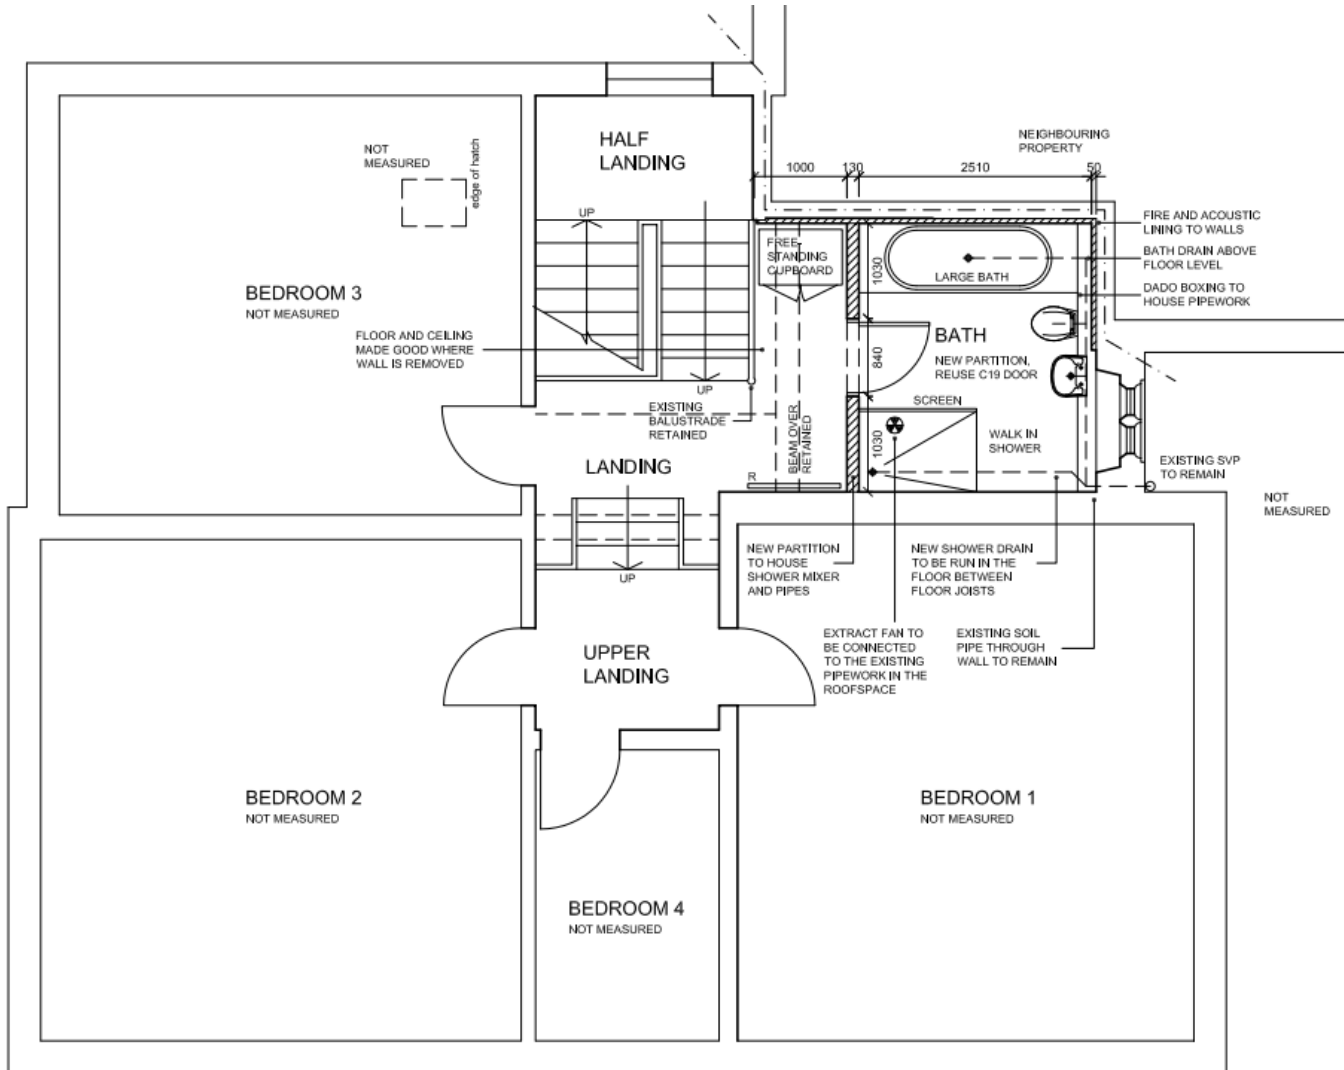 NEIGHBOURING
PROPERTY
HALF
LANDING
NOT
MEASURED
edge of hatch
1000
130
2510
50
UP
FREE
STANDING
CUPBOARD
1030
LARGE BATH
FIRE AND ACOUSTIC
LINING TO WALLS
BATH DRAIN ABOVE
FLOOR LEVEL
DADO BOXING TO
HOUSE PIPEWORK
BEDROOM 3
NOT MEASURED
FLOOR AND CEILING
MADE GOOD WHERE
WALL IS REMOVED
BATH
NEW PARTITION,
REUSE C19 DOOR
840
UP
EXISTING
BALUSTRADE
RETAINED
BEAM OVER
RETAINED
SCREEN
1030
WALK IN
SHOWER
LANDING
R
EXISTING SVP
TO REMAIN
NOT
MEASURED
UP
NEW PARTITION
TO HOUSE
SHOWER MIXER
AND PIPES
NEW SHOWER DRAIN
TO BE RUN IN THE
FLOOR BETWEEN
FLOOR JOISTS
UPPER
LANDING
EXTRACT FAN TO
BE CONNECTED
TO THE EXISTING
PIPEWORK IN THE
ROOFSPACE
EXISTING SOIL
PIPE THROUGH
WALL TO REMAIN
BEDROOM 2
NOT MEASURED
BEDROOM 1
NOT MEASURED
BEDROOM 4
NOT MEASURED